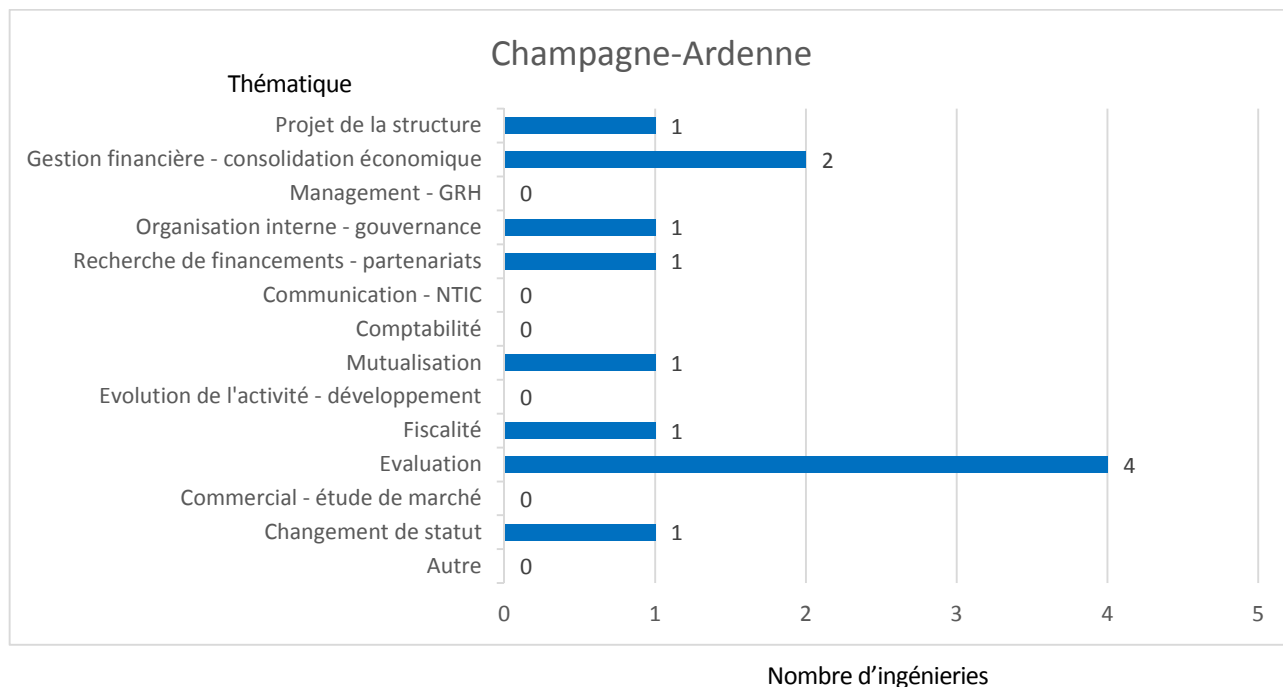 Champagne-Ardenne
Thématique
Projet de la structure 1
Gestion financière - consolidation économique 2
Management - GRH 0
Organisation interne - gouvernance 1
Recherche de financements - partenariats 1
Communication - NTIC 0
Comptabilité 0
Mutualisation 1
Evolution de l'activité - développement 0
Fiscalité 1
Evaluation 4
Commercial - étude de marché 0
Changement de statut 1
Autre 0
0 1 2 3 4 5
Nombre d’ingénieries